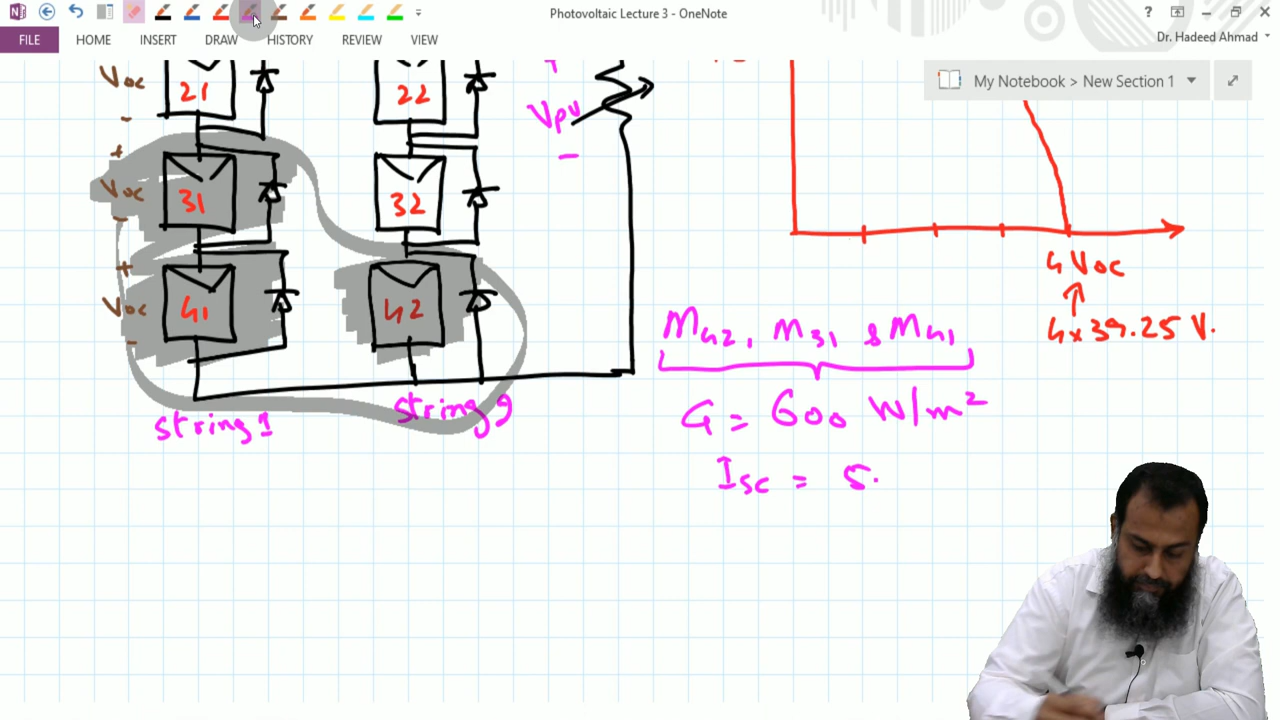 Photovoltaic Lecture 3 - OneNote
Dr. Hadeed Ahmad
FILE HOME INSERT DRAW HISTORY REVIEW VIEW
My Notebook > New Section 1
Voc 21 22
-
Vpv
-
+
Voc 31 32
-
+
Voc 41 42
-
string 1 string 2
4 Voc
↑
4x39.25 V.
M42, M31 & M41
G = 600 W/m²
Isc = 5.